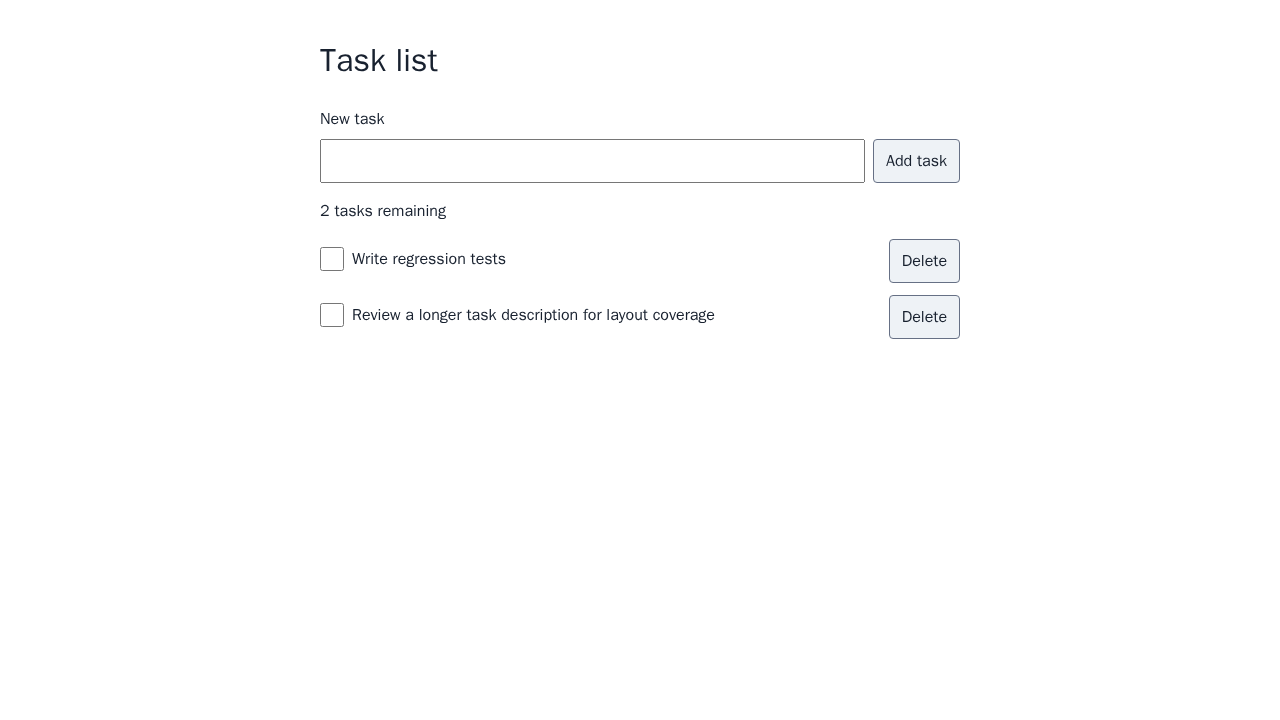 Task list
New task
Add task
2 tasks remaining
Write regression tests Delete
Review a longer task description for layout coverage Delete